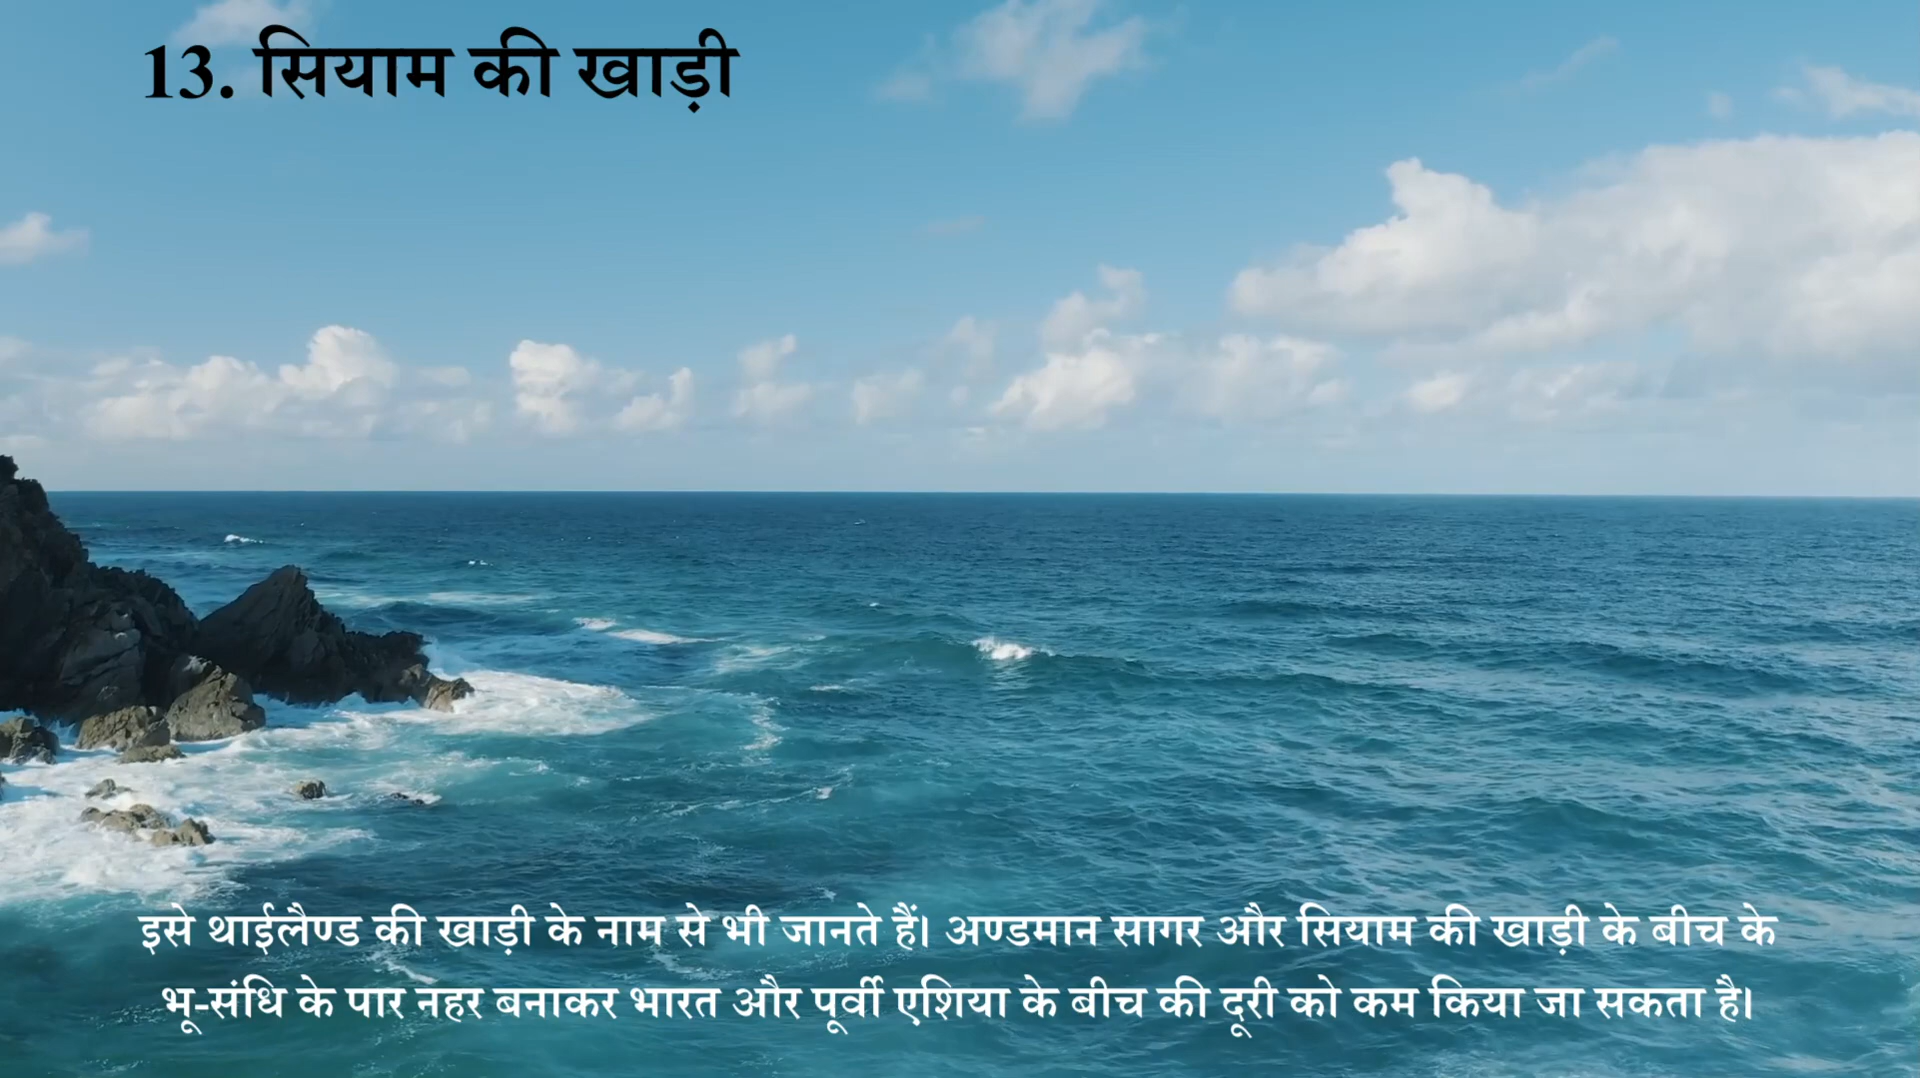 13. सियाम की खाड़ी
इसे थाईलैण्ड की खाड़ी के नाम से भी जानते हैं। अण्डमान सागर और सियाम की खाड़ी के बीच के
भू-संधि के पार नहर बनाकर भारत और पूर्वी एशिया के बीच की दूरी को कम किया जा सकता है।